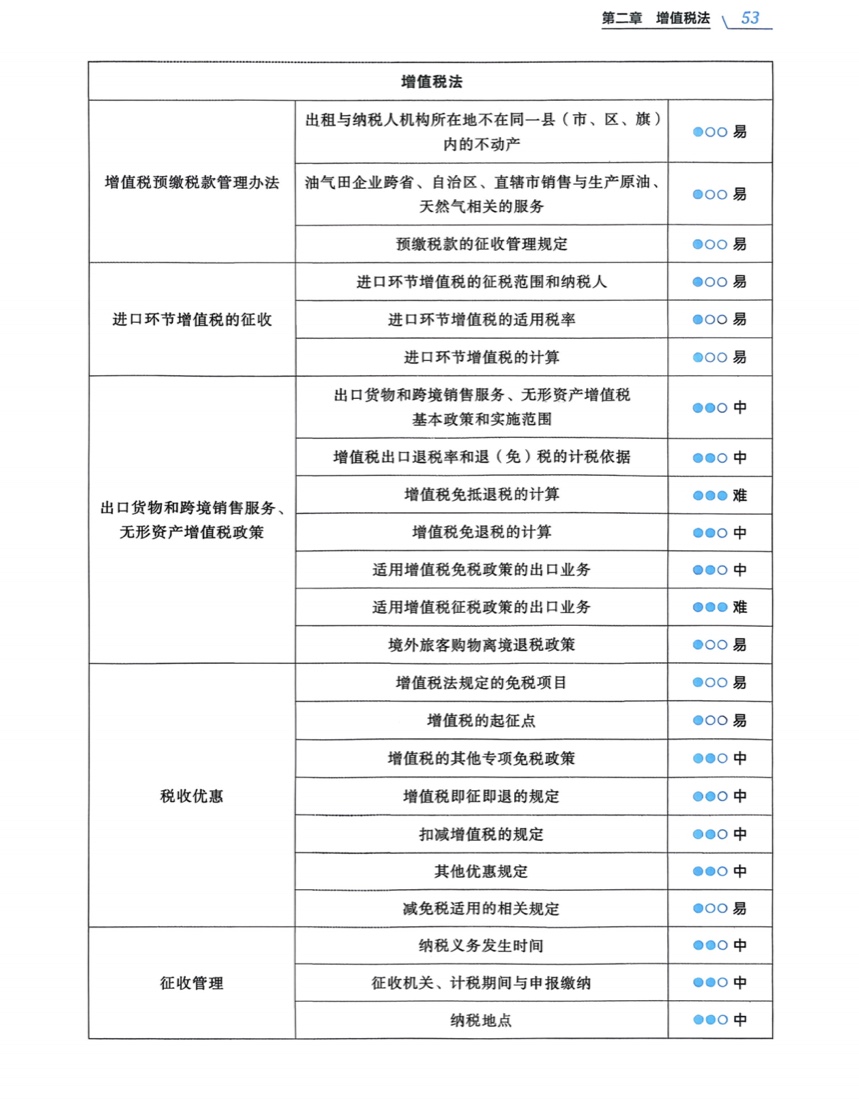 第二章 增值税法 53
增值税法
增值税预缴税款管理办法
出租与纳税人机构所在地不在同一县（市、区、旗）
内的不动产
●○○ 易
油气田企业跨省、自治区、直辖市销售与生产原油、
天然气相关的服务
●○○ 易
预缴税款的征收管理规定
●○○ 易
进口环节增值税的征收
进口环节增值税的征税范围和纳税人
●○○ 易
进口环节增值税的适用税率
●○○ 易
进口环节增值税的计算
●○○ 易
出口货物和跨境销售服务、
无形资产增值税政策
出口货物和跨境销售服务、无形资产增值税
基本政策和实施范围
●●○ 中
增值税出口退税率和退（免）税的计税依据
●●○ 中
增值税免抵退税的计算
●●● 难
增值税免退税的计算
●●○ 中
适用增值税免税政策的出口业务
●●○ 中
适用增值税征税政策的出口业务
●●● 难
境外旅客购物离境退税政策
●○○ 易
税收优惠
增值税法规定的免税项目
●○○ 易
增值税的起征点
●○○ 易
增值税的其他专项免税政策
●●○ 中
增值税即征即退的规定
●●○ 中
扣减增值税的规定
●●○ 中
其他优惠规定
●●○ 中
减免税适用的相关规定
●○○ 易
征收管理
纳税义务发生时间
●●○ 中
征收机关、计税期间与申报缴纳
●●○ 中
纳税地点
●●○ 中